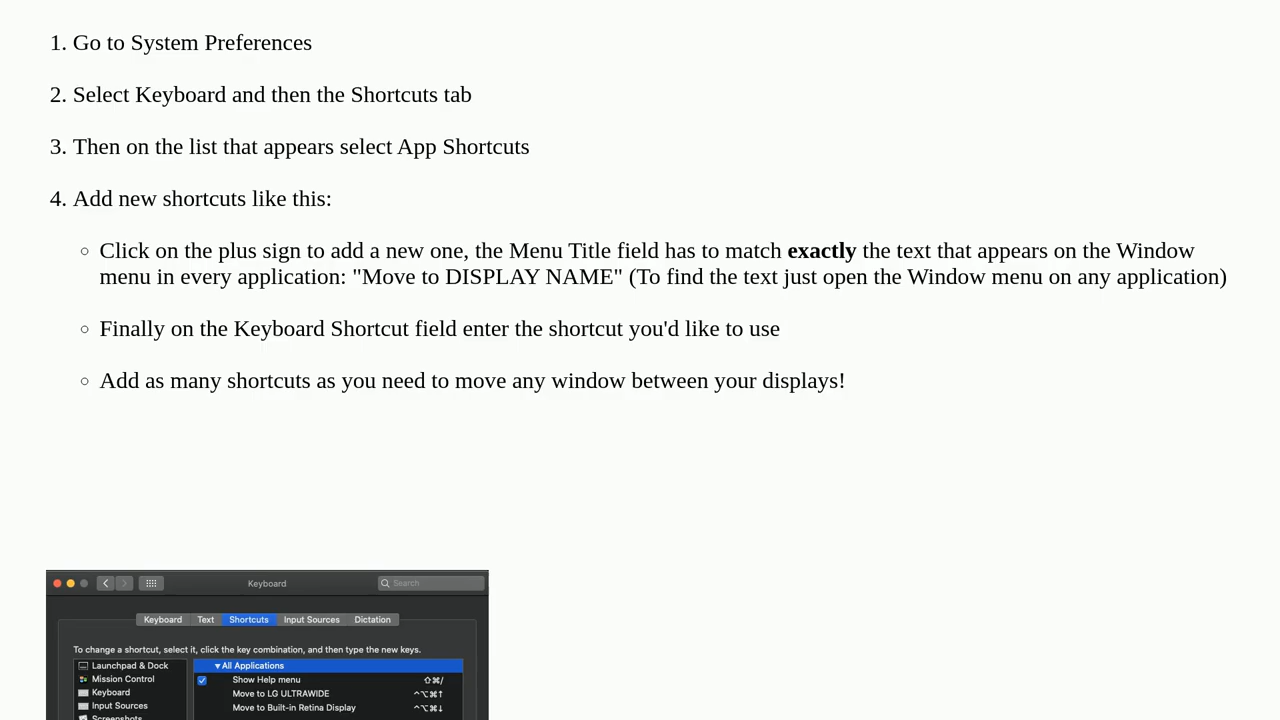 1. Go to System Preferences
2. Select Keyboard and then the Shortcuts tab
3. Then on the list that appears select App Shortcuts
4. Add new shortcuts like this:
○ Click on the plus sign to add a new one, the Menu Title field has to match exactly the text that appears on the Window
menu in every application: "Move to DISPLAY NAME" (To find the text just open the Window menu on any application)
○ Finally on the Keyboard Shortcut field enter the shortcut you'd like to use
○ Add as many shortcuts as you need to move any window between your displays!
Keyboard
Search
Keyboard Text Shortcuts Input Sources Dictation
To change a shortcut, select it, click the key combination, and then type the new keys.
Launchpad & Dock
Mission Control
Keyboard
Input Sources
Screenshots
▼ All Applications
Show Help menu ⇧⌘/
Move to LG ULTRAWIDE ^⌥⌘↑
Move to Built-in Retina Display ^⌥⌘↓